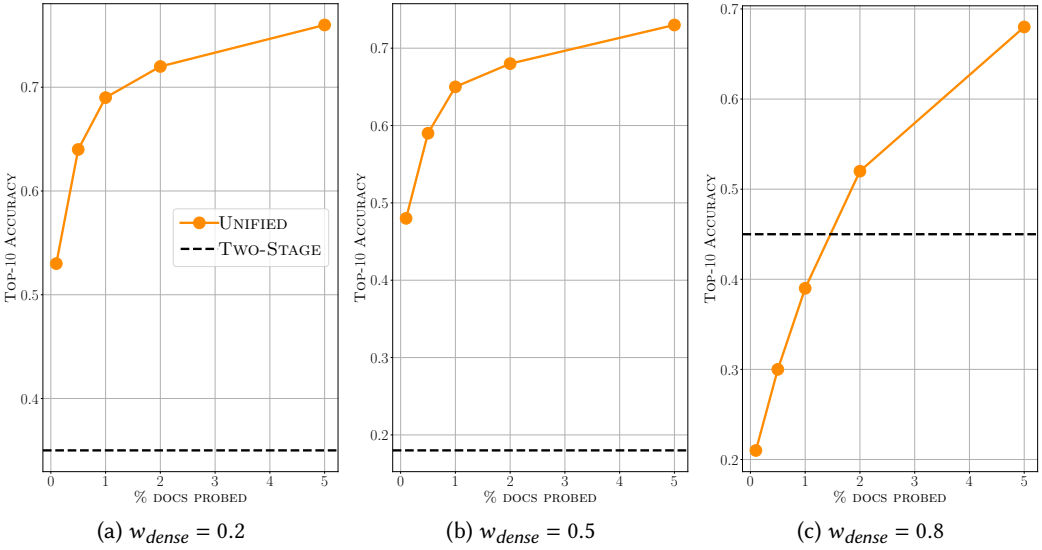 0.7
0.6
0.5
0.4
TOP-10 ACCURACY
UNIFIED
TWO-STAGE
0 1 2 3 4 5
% DOCS PROBED
(a) w_dense = 0.2
0.7
0.6
0.5
0.4
0.3
0.2
TOP-10 ACCURACY
0 1 2 3 4 5
% DOCS PROBED
(b) w_dense = 0.5
0.7
0.6
0.5
0.4
0.3
0.2
TOP-10 ACCURACY
0 1 2 3 4 5
% DOCS PROBED
(c) w_dense = 0.8